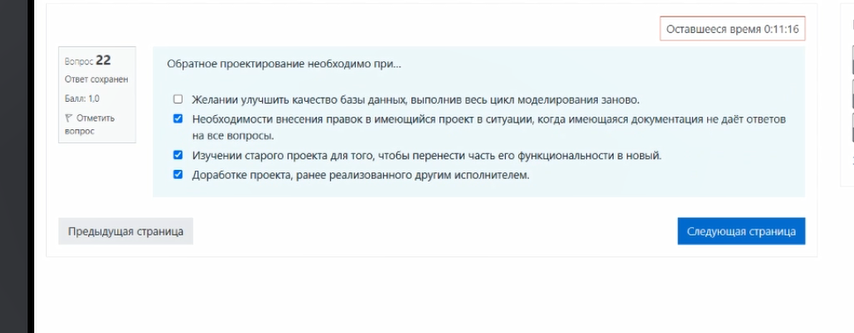 Оставшееся время 0:11:16
Вопрос 22
Ответ сохранен
Балл: 1.0
Отметить
вопрос
Обратное проектирование необходимо при...
Желании улучшить качество базы данных, выполнив весь цикл моделирования заново.
Необходимости внесения правок в имеющийся проект в ситуации, когда имеющаяся документация не даёт ответов
на все вопросы.
Изучении старого проекта для того, чтобы перенести часть его функциональности в новый.
Доработке проекта, ранее реализованного другим исполнителем.
Предыдущая страница
Следующая страница